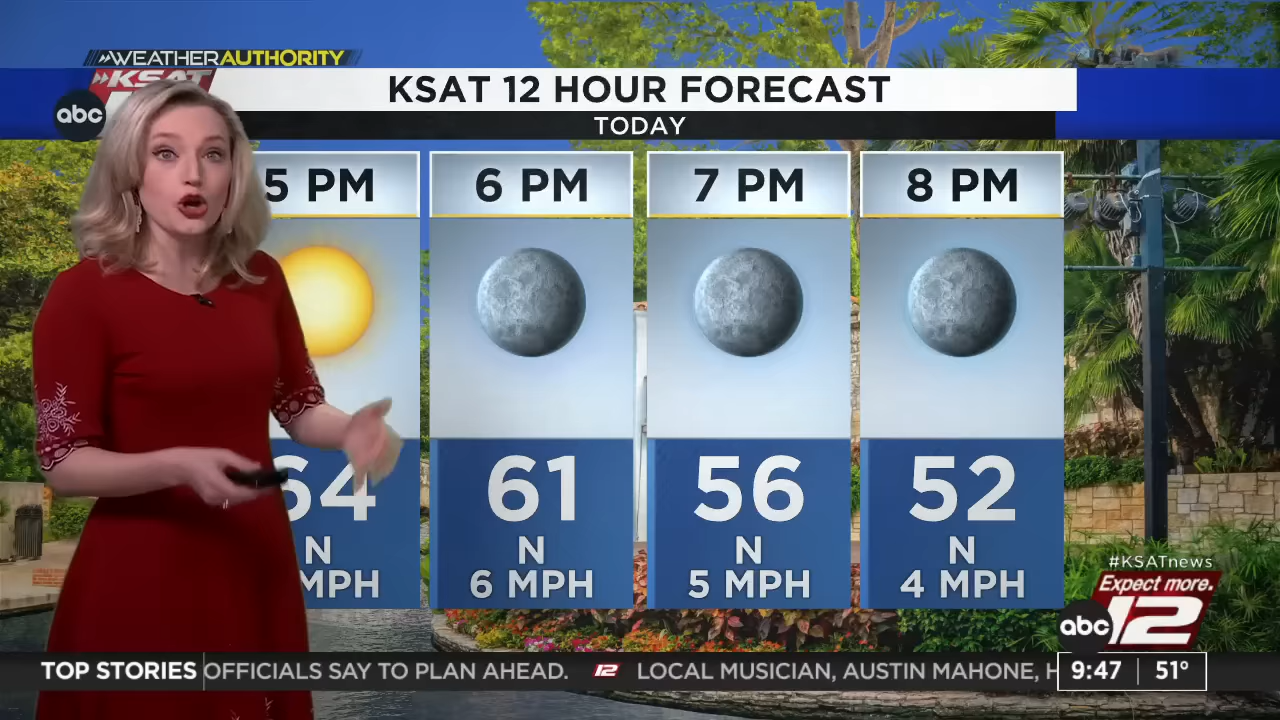 WEATHERAUTHORITY
KSAT
abc
KSAT 12 HOUR FORECAST
TODAY
5 PM
6 PM
7 PM
8 PM
64
61
56
52
N
N
N
N
MPH
6 MPH
5 MPH
4 MPH
#KSATnews
Expect more.
abc 12
TOP STORIES
OFFICIALS SAY TO PLAN AHEAD. 12 LOCAL MUSICIAN, AUSTIN MAHONE,
9:47 51°